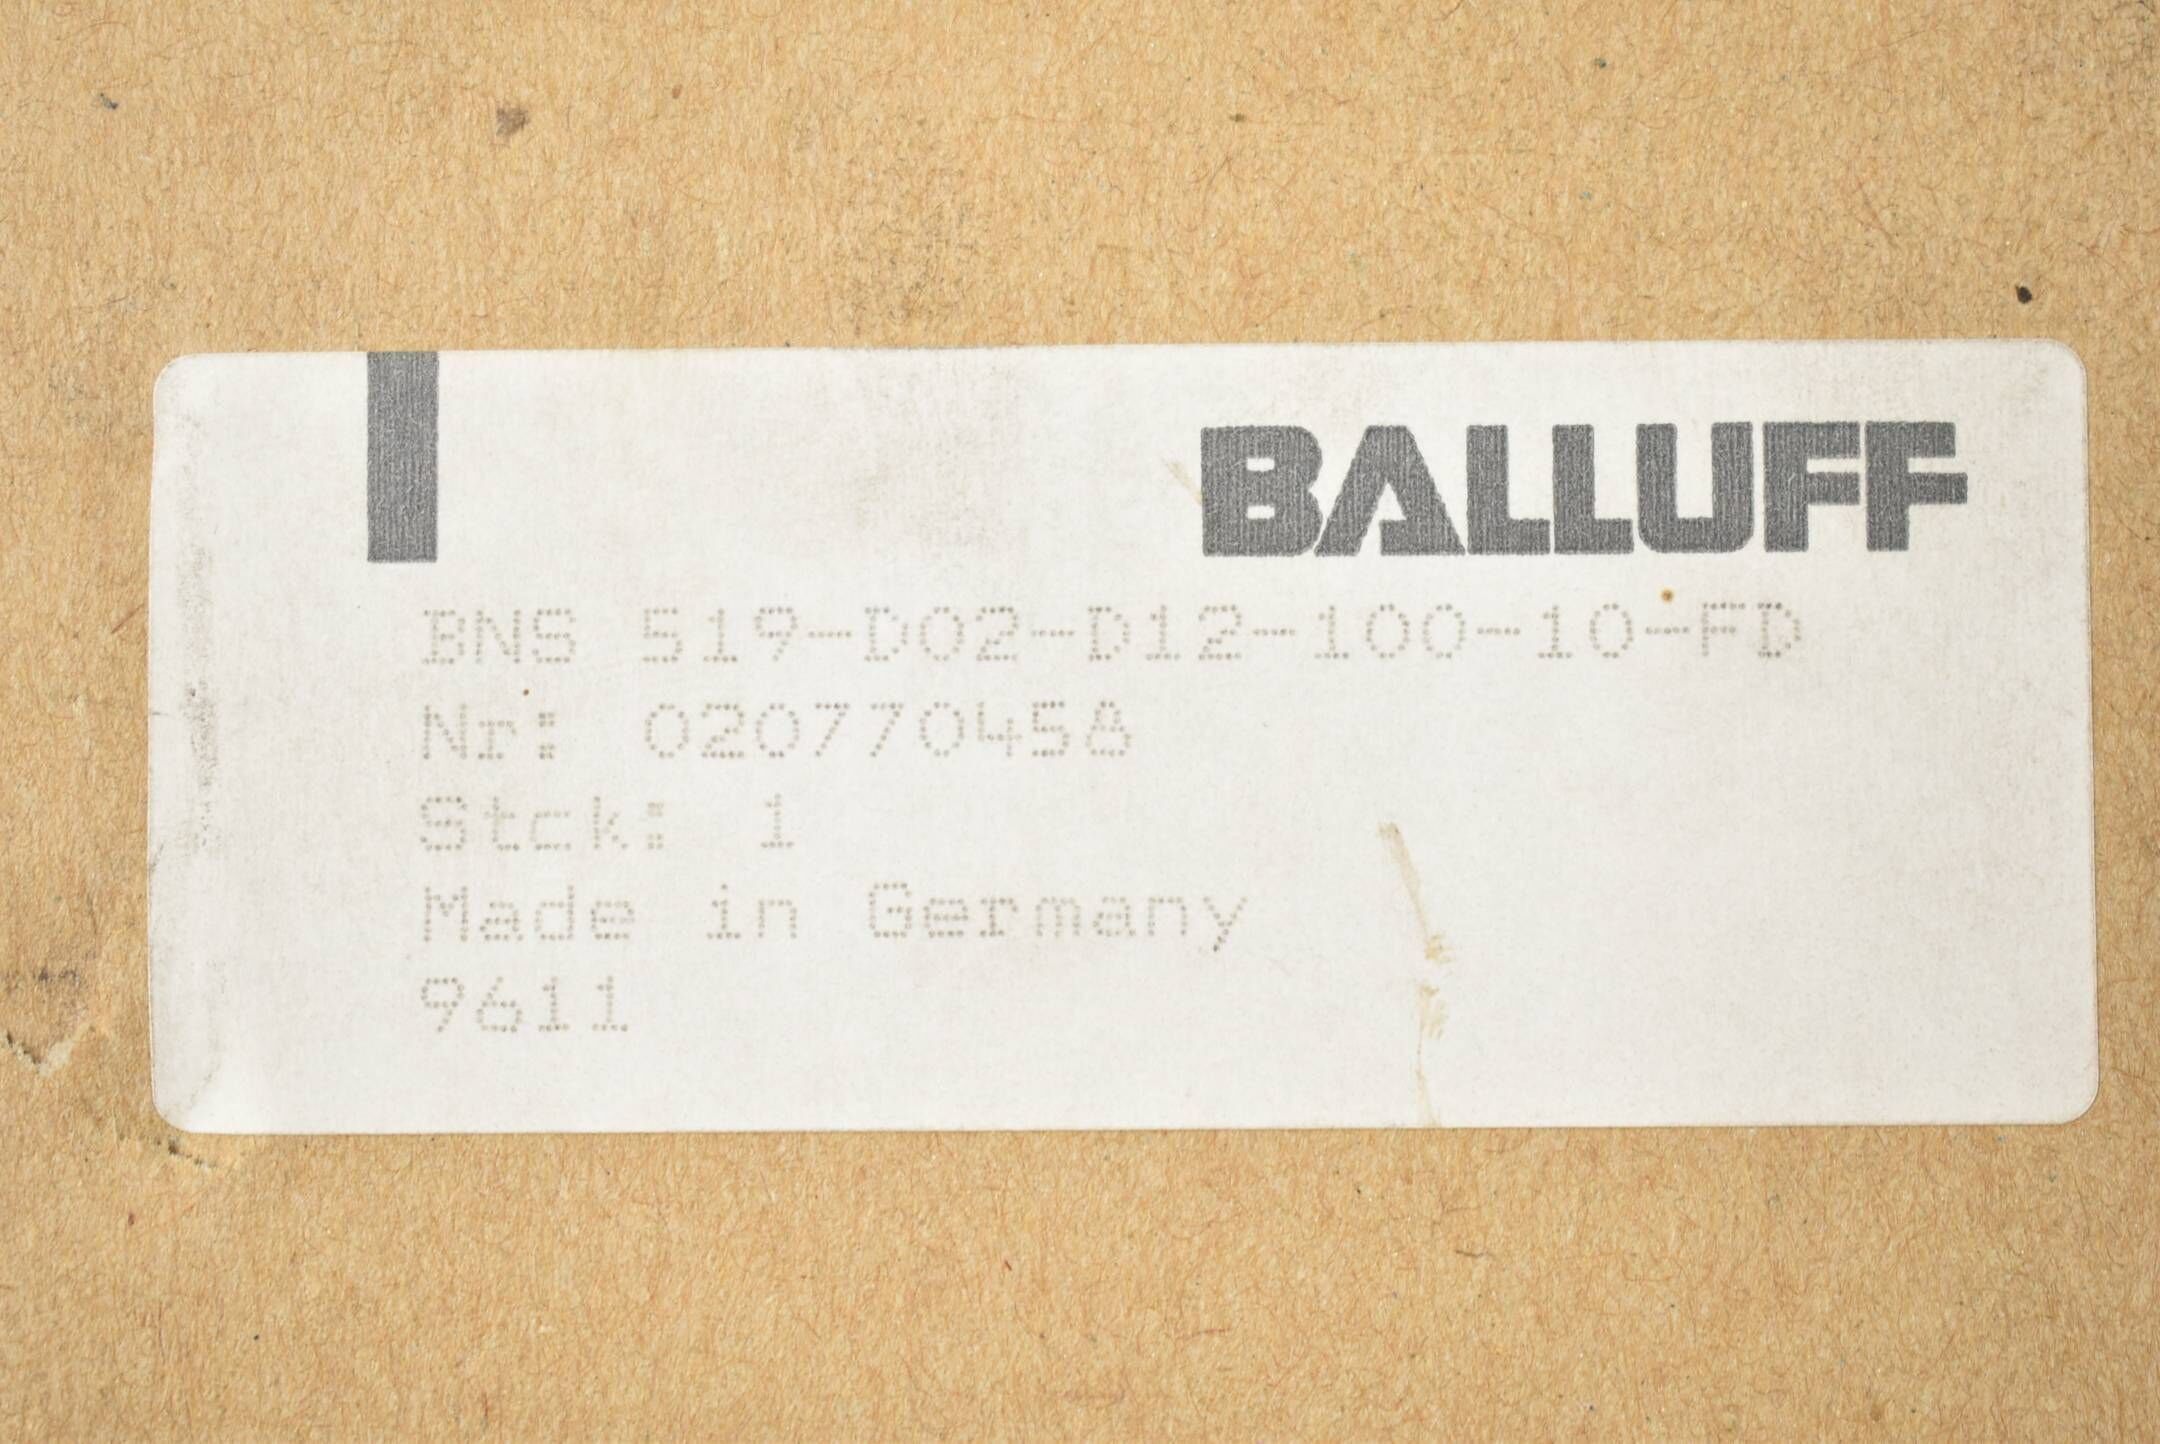 BALLUFF
BNS 519-D02-D12-100-10-FD
Nr: 020770458
Stck: 1
Made in Germany
9611